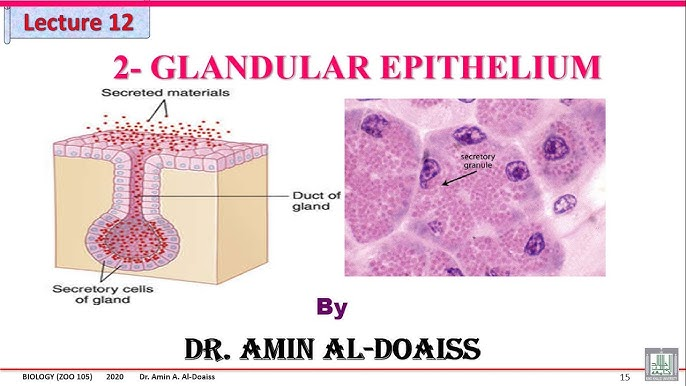 Lecture 12
2- GLANDULAR EPITHELIUM
Secreted materials
secretory
granule
Duct of
gland
Secretory cells
of gland
By
DR. AMIN AL-DOAISS
BIOLOGY (ZOO 105) 2020 Dr. Amin A. Al-Doaiss
15